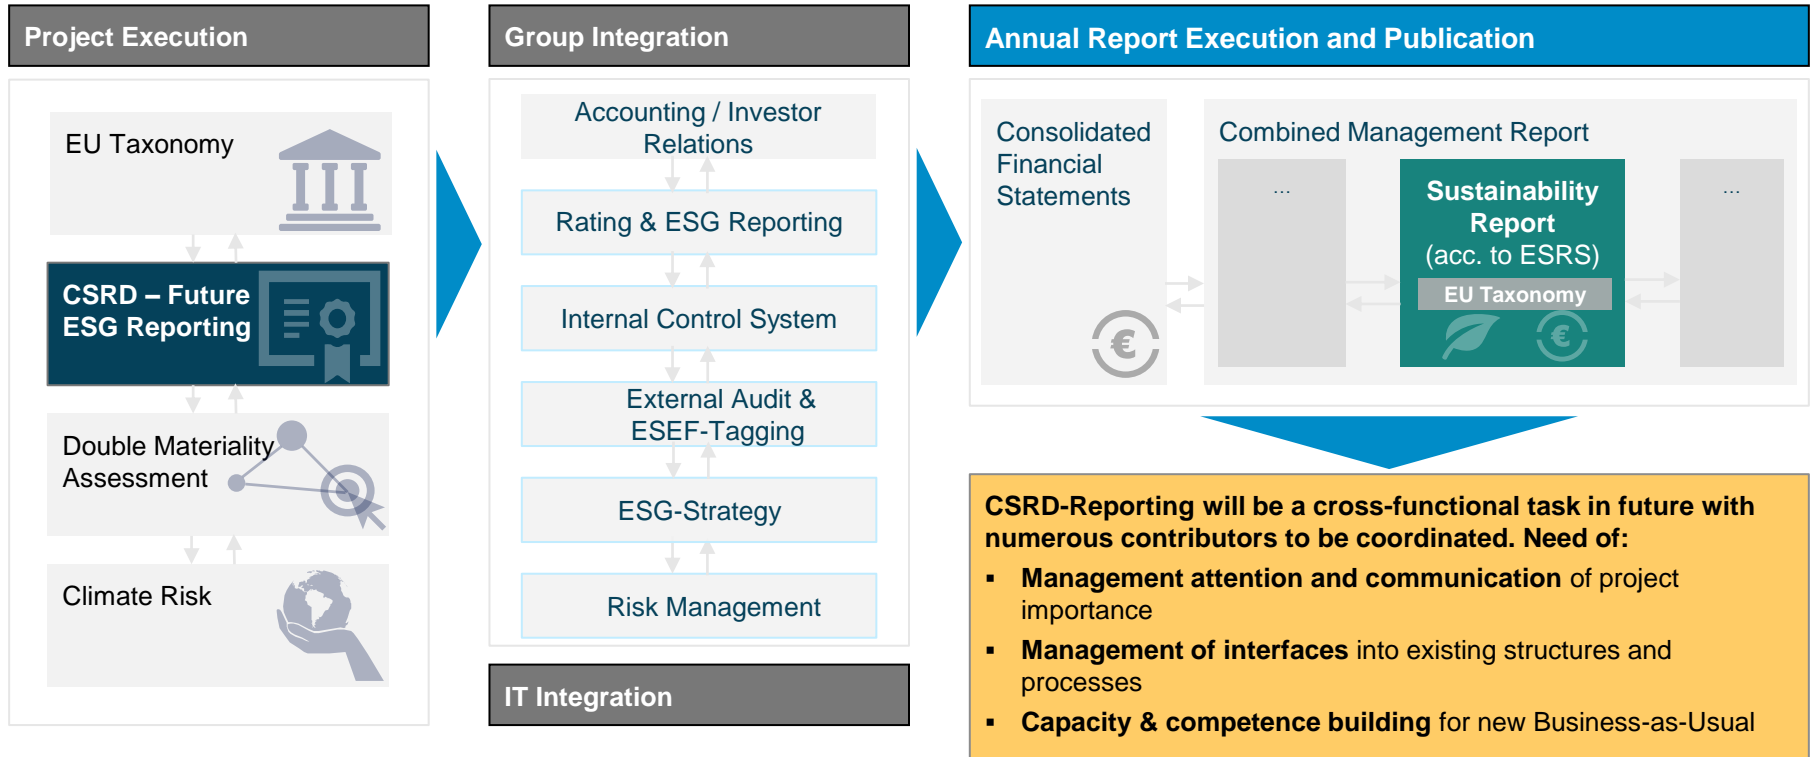 Project Execution
EU Taxonomy
CSRD – Future
ESG Reporting
Double Materiality
Assessment
Climate Risk
Group Integration
Accounting / Investor
Relations
Rating & ESG Reporting
Internal Control System
External Audit &
ESEF-Tagging
ESG-Strategy
Risk Management
IT Integration
Annual Report Execution and Publication
Consolidated
Financial
Statements
€
Combined Management Report
...
Sustainability
Report
(acc. to ESRS)
EU Taxonomy
€
...
CSRD-Reporting will be a cross-functional task in future with
numerous contributors to be coordinated. Need of:
▪ Management attention and communication of project
importance
▪ Management of interfaces into existing structures and
processes
▪ Capacity & competence building for new Business-as-Usual